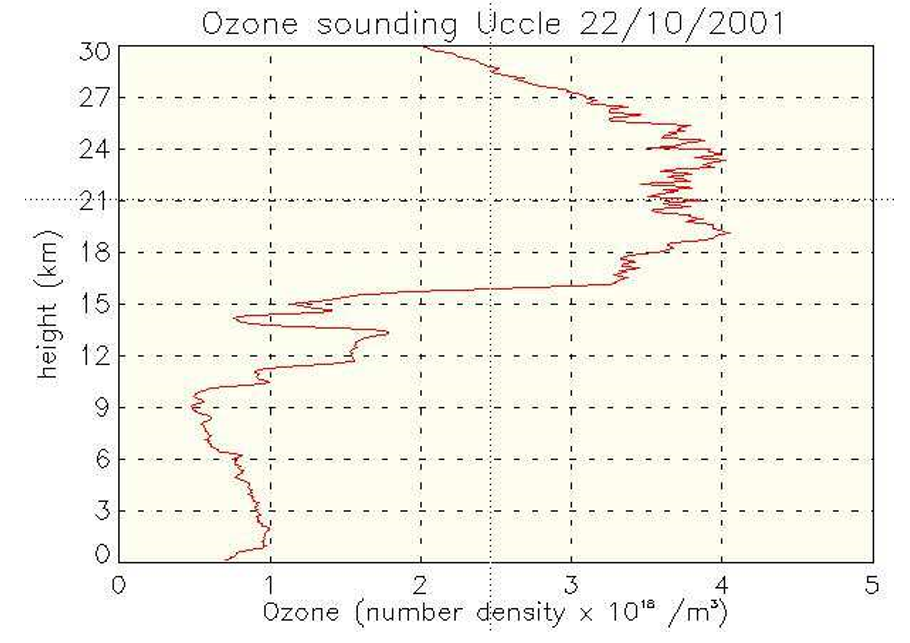 Ozone sounding Uccle 22/10/2001
30
27
24
21
18
15
12
9
6
3
0
height (km)
0 1 2 3 4 5
Ozone (number density x 10¹⁸ /m³)